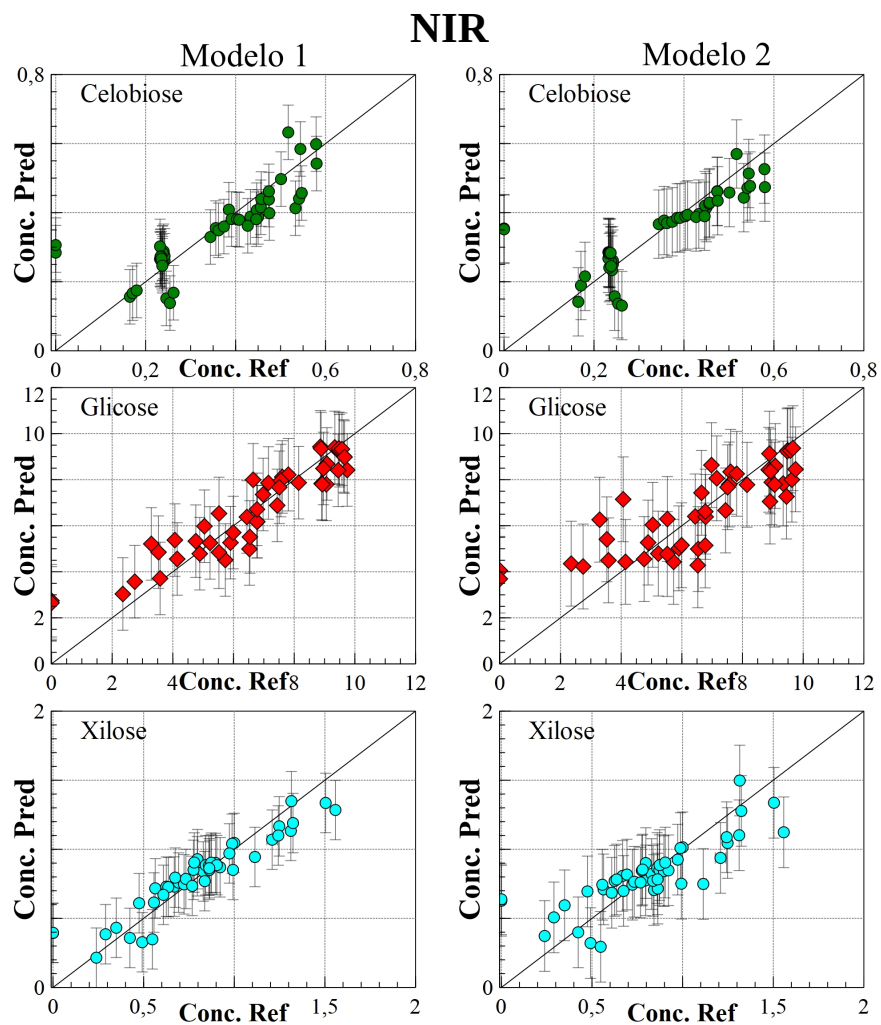 NIR
Modelo 1
Modelo 2
0,8
Celobiose
Conc. Pred
0
0
0,2
Conc. Ref
0,6
0,8
0,8
Celobiose
Conc. Pred
0
0
0,2
Conc. Ref
0,6
0,8
12
10
Glicose
Conc. Pred
2
0
0
2
4
Conc. Ref
8
10
12
12
10
Glicose
Conc. Pred
2
0
0
2
4
Conc. Ref
8
10
12
2
Xilose
Conc. Pred
0
0
0,5
Conc. Ref
1,5
2
2
Xilose
Conc. Pred
0
0
0,5
Conc. Ref
1,5
2